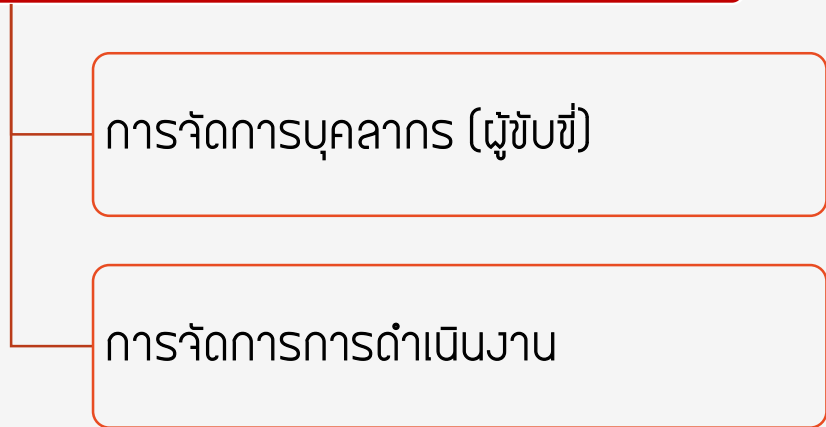 การจัดการบุคลากร (ผู้ขับขี่)
การจัดการการดำเนินงาน